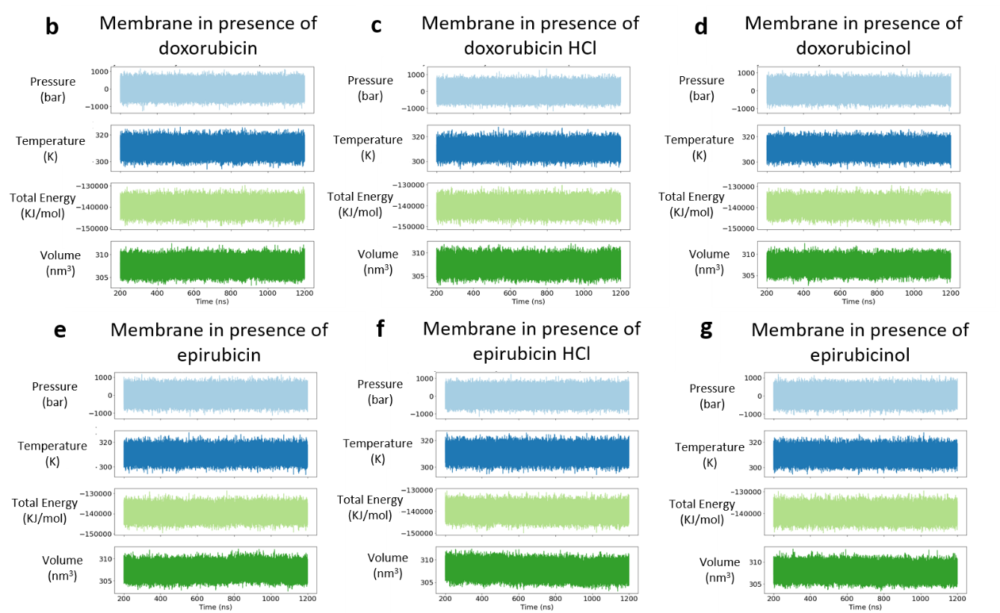 b
Membrane in presence of
doxorubicin
Pressure
(bar)
1000
0
−1000
Temperature
(K)
320
300
Total Energy
(KJ/mol)
−130000
−140000
−150000
Volume
(nm³)
310
305
200 400 600 800 1000 1200
Time (ns)
c
Membrane in presence of
doxorubicin HCl
Pressure
(bar)
1000
0
−1000
Temperature
(K)
320
300
Total Energy
(KJ/mol)
−130000
−140000
−150000
Volume
(nm³)
310
305
200 400 600 800 1000 1200
Time (ns)
d
Membrane in presence of
doxorubicinol
Pressure
(bar)
1000
0
−1000
Temperature
(K)
320
300
Total Energy
(KJ/mol)
−130000
−140000
−150000
Volume
(nm³)
310
305
200 400 600 800 1000 1200
Time (ns)
e
Membrane in presence of
epirubicin
Pressure
(bar)
1000
0
−1000
Temperature
(K)
320
300
Total Energy
(KJ/mol)
−130000
−140000
−150000
Volume
(nm³)
310
305
200 400 600 800 1000 1200
Time (ns)
f
Membrane in presence of
epirubicin HCl
Pressure
(bar)
1000
0
−1000
Temperature
(K)
320
300
Total Energy
(KJ/mol)
−130000
−140000
−150000
Volume
(nm³)
310
305
200 400 600 800 1000 1200
Time (ns)
g
Membrane in presence of
epirubicinol
Pressure
(bar)
1000
0
−1000
Temperature
(K)
320
300
Total Energy
(KJ/mol)
−130000
−140000
Volume
(nm³)
310
305
200 400 600 800 1000 1200
Time (ns)